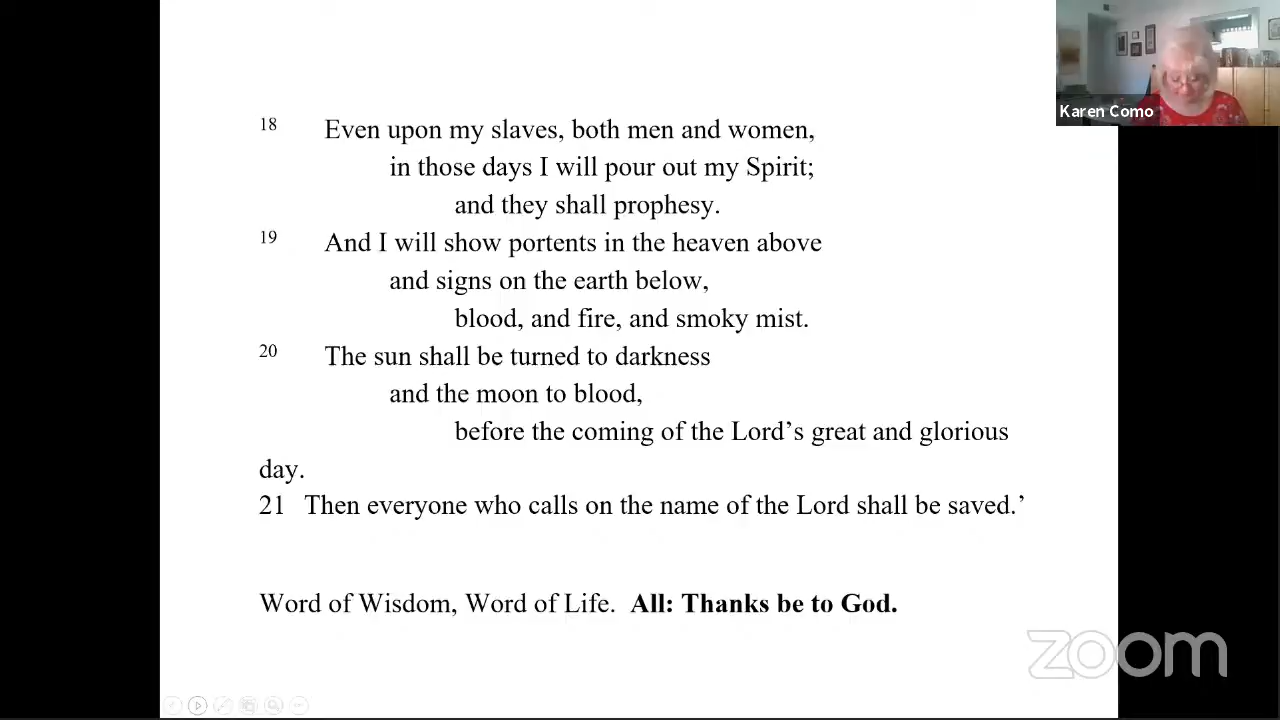 Karen Como
18 Even upon my slaves, both men and women,
in those days I will pour out my Spirit;
and they shall prophesy.
19 And I will show portents in the heaven above
and signs on the earth below,
blood, and fire, and smoky mist.
20 The sun shall be turned to darkness
and the moon to blood,
before the coming of the Lord’s great and glorious
day.
21 Then everyone who calls on the name of the Lord shall be saved.’
Word of Wisdom, Word of Life. All: Thanks be to God.
zoom